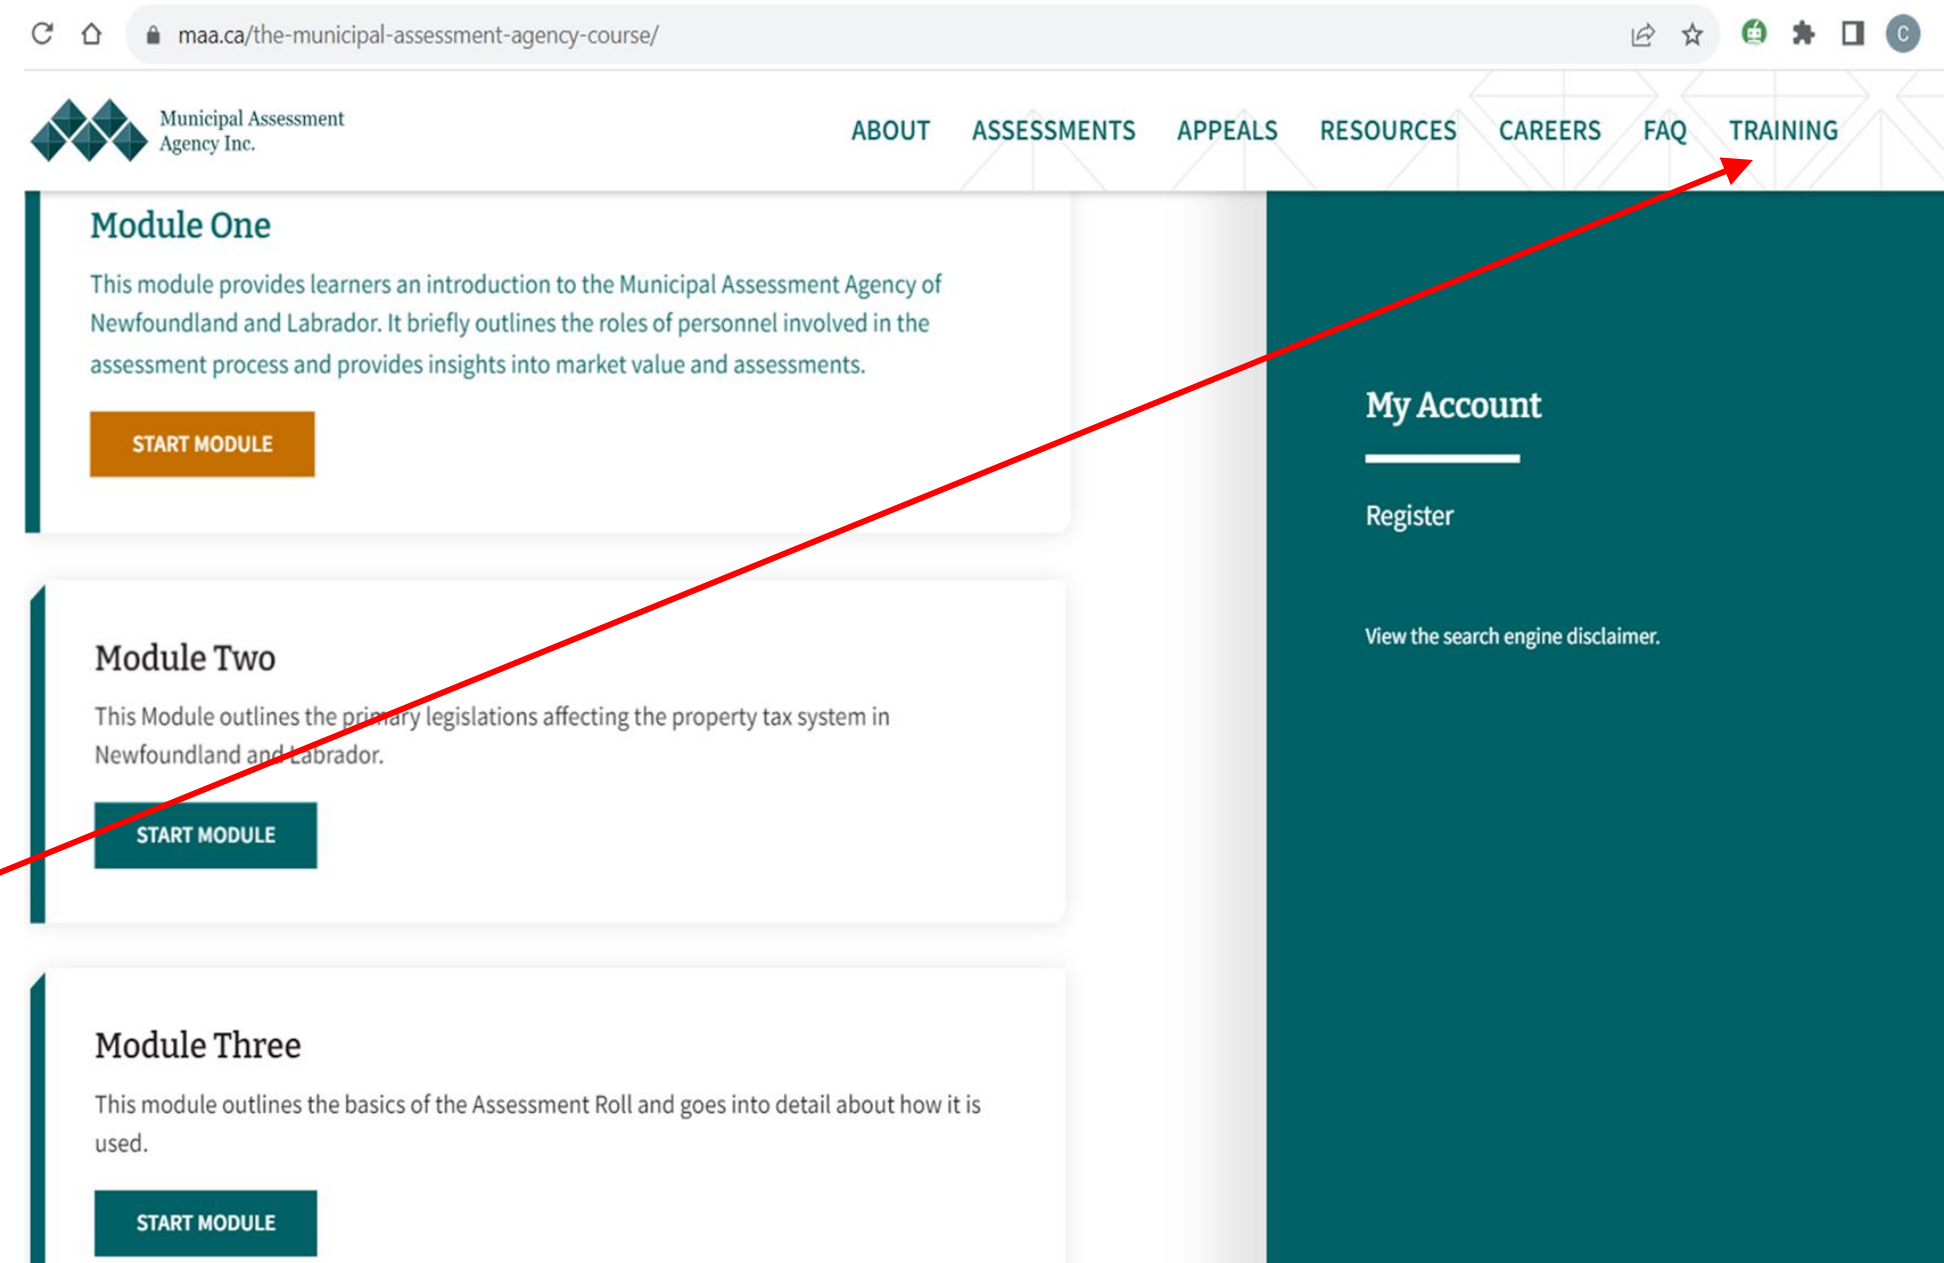 maa.ca/the-municipal-assessment-agency-course/
C
Municipal Assessment
Agency Inc.
ABOUT ASSESSMENTS APPEALS RESOURCES CAREERS FAQ TRAINING
Module One
This module provides learners an introduction to the Municipal Assessment Agency of
Newfoundland and Labrador. It briefly outlines the roles of personnel involved in the
assessment process and provides insights into market value and assessments.
START MODULE
Module Two
This Module outlines the primary legislations affecting the property tax system in
Newfoundland and Labrador.
START MODULE
Module Three
This module outlines the basics of the Assessment Roll and goes into detail about how it is
used.
START MODULE
My Account
Register
View the search engine disclaimer.